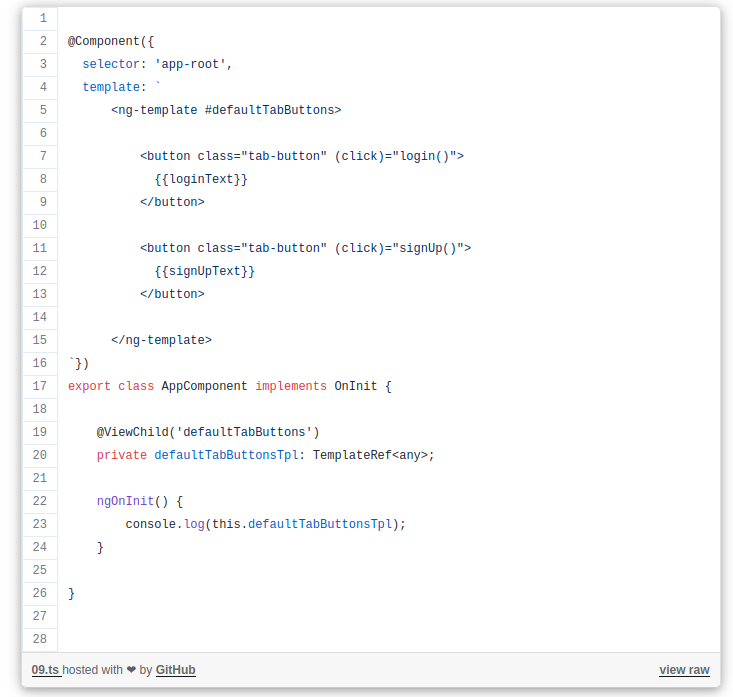 1
2 @Component({
3   selector: 'app-root',
4   template: `
5       <ng-template #defaultTabButtons>
6
7           <button class="tab-button" (click)="login()">
8             {{loginText}}
9           </button>
10
11           <button class="tab-button" (click)="signUp()">
12             {{signUpText}}
13           </button>
14
15       </ng-template>
16 `})
17 export class AppComponent implements OnInit {
18
19     @ViewChild('defaultTabButtons')
20     private defaultTabButtonsTpl: TemplateRef<any>;
21
22     ngOnInit() {
23         console.log(this.defaultTabButtonsTpl);
24     }
25
26 }
27
28
09.ts hosted with ❤ by GitHub view raw